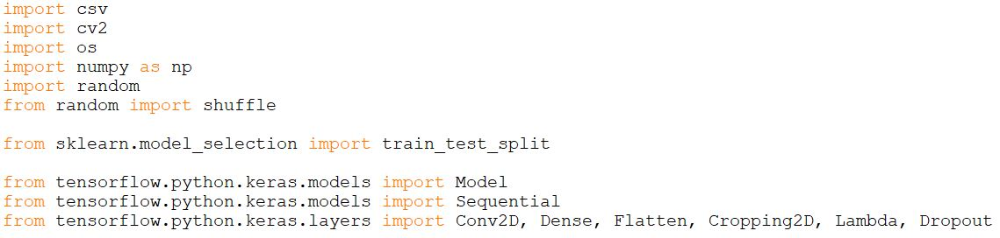 import csv
import cv2
import os
import numpy as np
import random
from random import shuffle
from sklearn.model_selection import train_test_split
from tensorflow.python.keras.models import Model
from tensorflow.python.keras.models import Sequential
from tensorflow.python.keras.layers import Conv2D, Dense, Flatten, Cropping2D, Lambda, Dropout